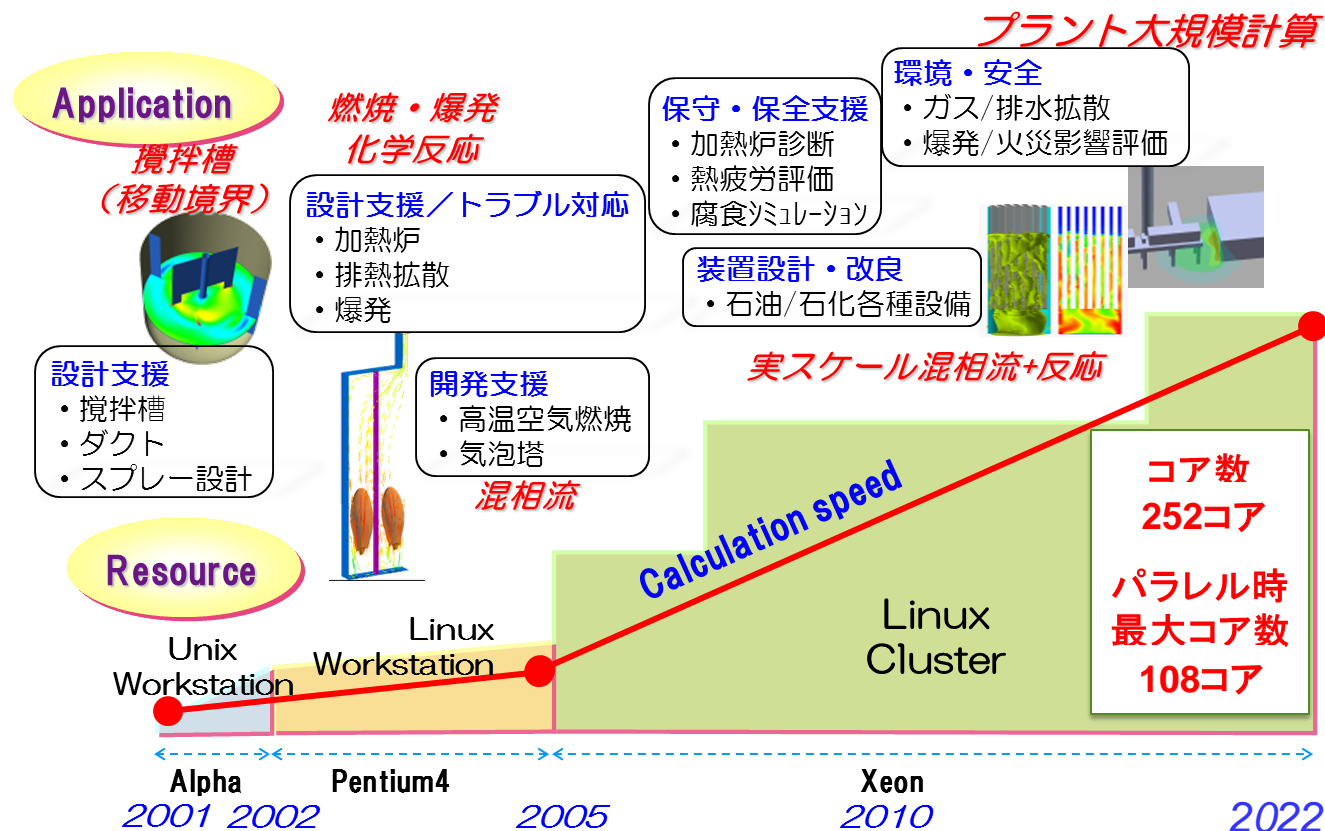 プラント大規模計算
Application
攪拌槽
（移動境界）
燃焼・爆発
化学反応
保守・保全支援
・加熱炉診断
・熱疲労評価
・腐食ｼﾐｭﾚｰｼｮﾝ
環境・安全
・ガス/排水拡散
・爆発/火災影響評価
設計支援／トラブル対応
・加熱炉
・排熱拡散
・爆発
装置設計・改良
・石油/石化各種設備
設計支援
・攪拌槽
・ダクト
・スプレー設計
開発支援
・高温空気燃焼
・気泡塔
混相流
実スケール混相流+反応
Resource
Unix
Workstation
Linux
Workstation
Calculation speed
Linux
Cluster
コア数
252コア
パラレル時
最大コア数
108コア
Alpha
Pentium4
Xeon
2001
2002
2005
2010
2022